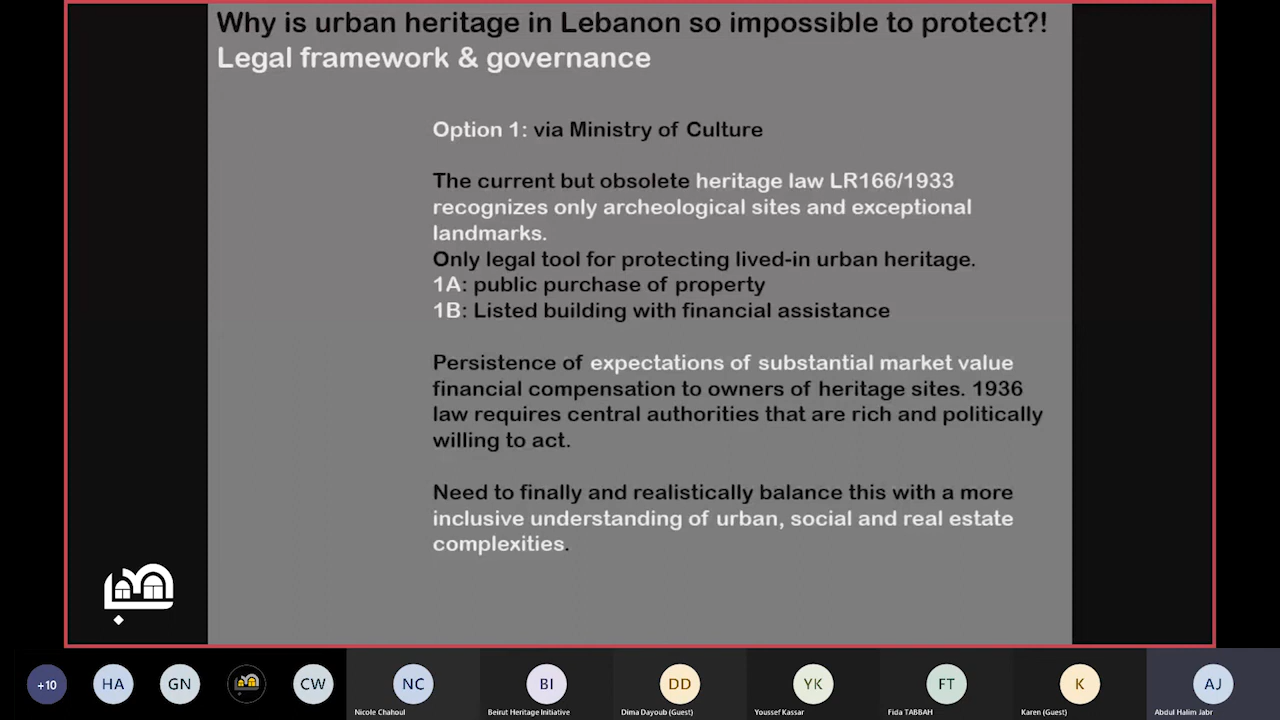 Why is urban heritage in Lebanon so impossible to protect?!
Legal framework & governance
Option 1: via Ministry of Culture
The current but obsolete heritage law LR166/1933
recognizes only archeological sites and exceptional
landmarks.
Only legal tool for protecting lived-in urban heritage.
1A: public purchase of property
1B: Listed building with financial assistance
Persistence of expectations of substantial market value
financial compensation to owners of heritage sites. 1936
law requires central authorities that are rich and politically
willing to act.
Need to finally and realistically balance this with a more
inclusive understanding of urban, social and real estate
complexities.
+10
HA
GN
CW
NC
BI
DD
YK
FT
K
AJ
Nicole Chahoul
Beirut Heritage Initiative
Dima Dayoub (Guest)
Youssef Kassar
Fida TABBAH
Karen (Guest)
Abdul Halim Jabr